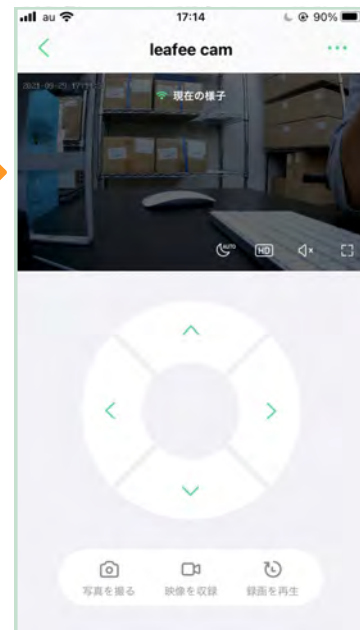 au
17:14
90%
leafee cam
現在の様子
AUTO
HD
写真を撮る
映像を収録
録画を再生